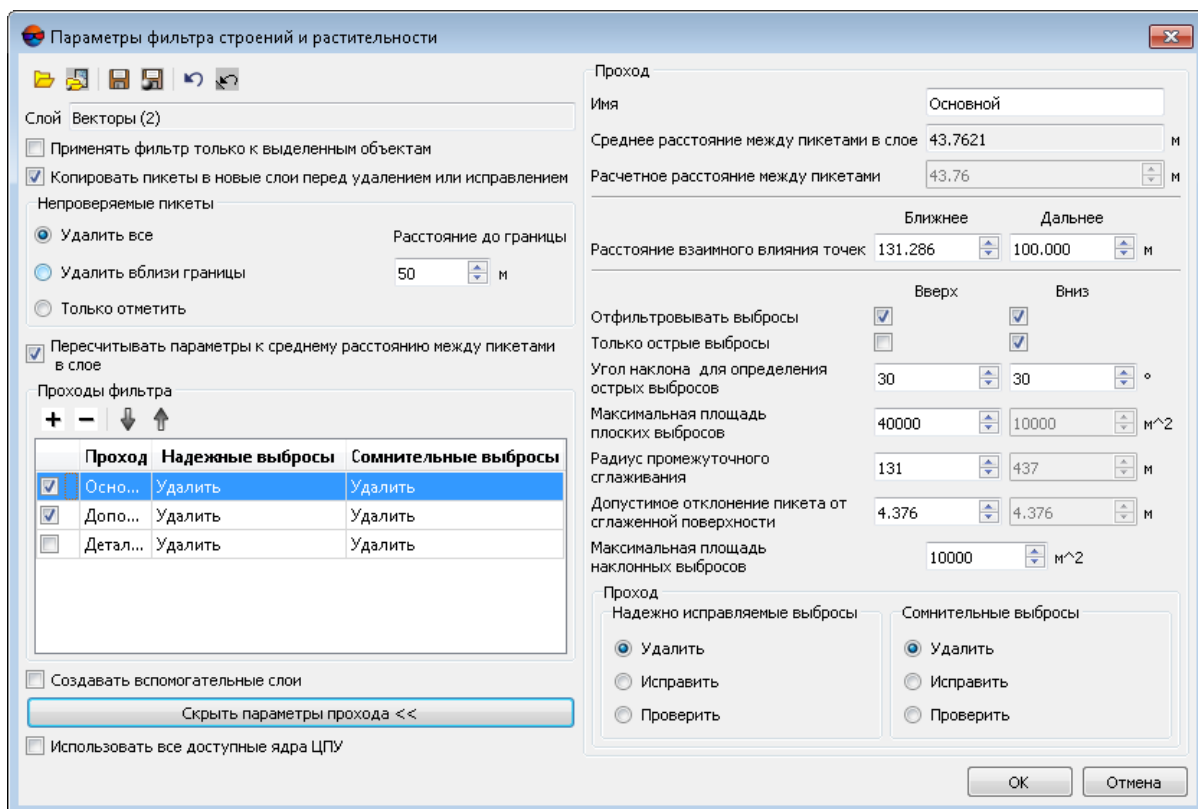 Параметры фильтра строений и растительности
Слой Векторы (2)
Применять фильтр только к выделенным объектам
Копировать пикеты в новые слои перед удалением или исправлением
Непроверяемые пикеты
Удалить все
Расстояние до границы
Удалить вблизи границы 50 м
Только отметить
Пересчитывать параметры к среднему расстоянию между пикетами
в слое
Проходы фильтра
Проход Надежные выбросы Сомнительные выбросы
Осно... Удалить Удалить
Допо... Удалить Удалить
Детал... Удалить Удалить
Создавать вспомогательные слои
Скрыть параметры прохода <<
Использовать все доступные ядра ЦПУ
Проход
Имя Основной
Среднее расстояние между пикетами в слое 43.7621 м
Расчетное расстояние между пикетами 43.76 м
Ближнее Дальнее
Расстояние взаимного влияния точек 131.286 100.000 м
Вверх Вниз
Отфильтровывать выбросы
Только острые выбросы
Угол наклона для определения
острых выбросов 30 30 °
Максимальная площадь
плоских выбросов 40000 10000 м^2
Радиус промежуточного
сглаживания 131 437 м
Допустимое отклонение пикета от
сглаженной поверхности 4.376 4.376 м
Максимальная площадь
наклонных выбросов 10000 м^2
Проход
Надежно исправляемые выбросы
Удалить
Исправить
Проверить
Сомнительные выбросы
Удалить
Исправить
Проверить
OK Отмена